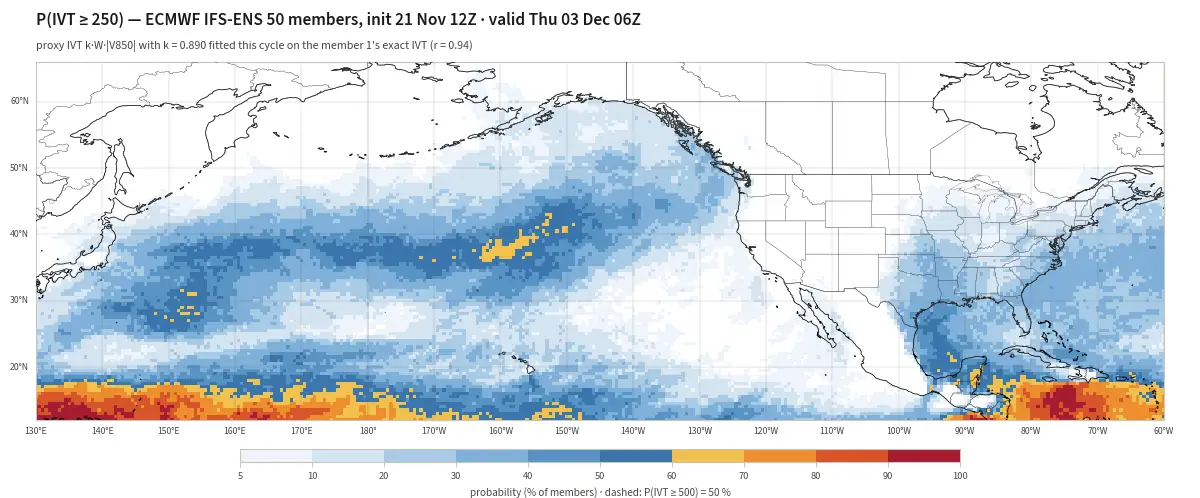 P(IVT ≥ 250) — ECMWF IFS-ENS 50 members, init 21 Nov 12Z · valid Thu 03 Dec 06Z
proxy IVT k·W·|V850| with k = 0.890 fitted this cycle on the member 1's exact IVT (r = 0.94)
60°N
50°N
40°N
30°N
20°N
130°E 140°E 150°E 160°E 170°E 180° 170°W 160°W 150°W 140°W 130°W 120°W 110°W 100°W 90°W 80°W 70°W 60°W
5 10 20 30 40 50 60 70 80 90 100
probability (% of members) · dashed: P(IVT ≥ 500) = 50 %